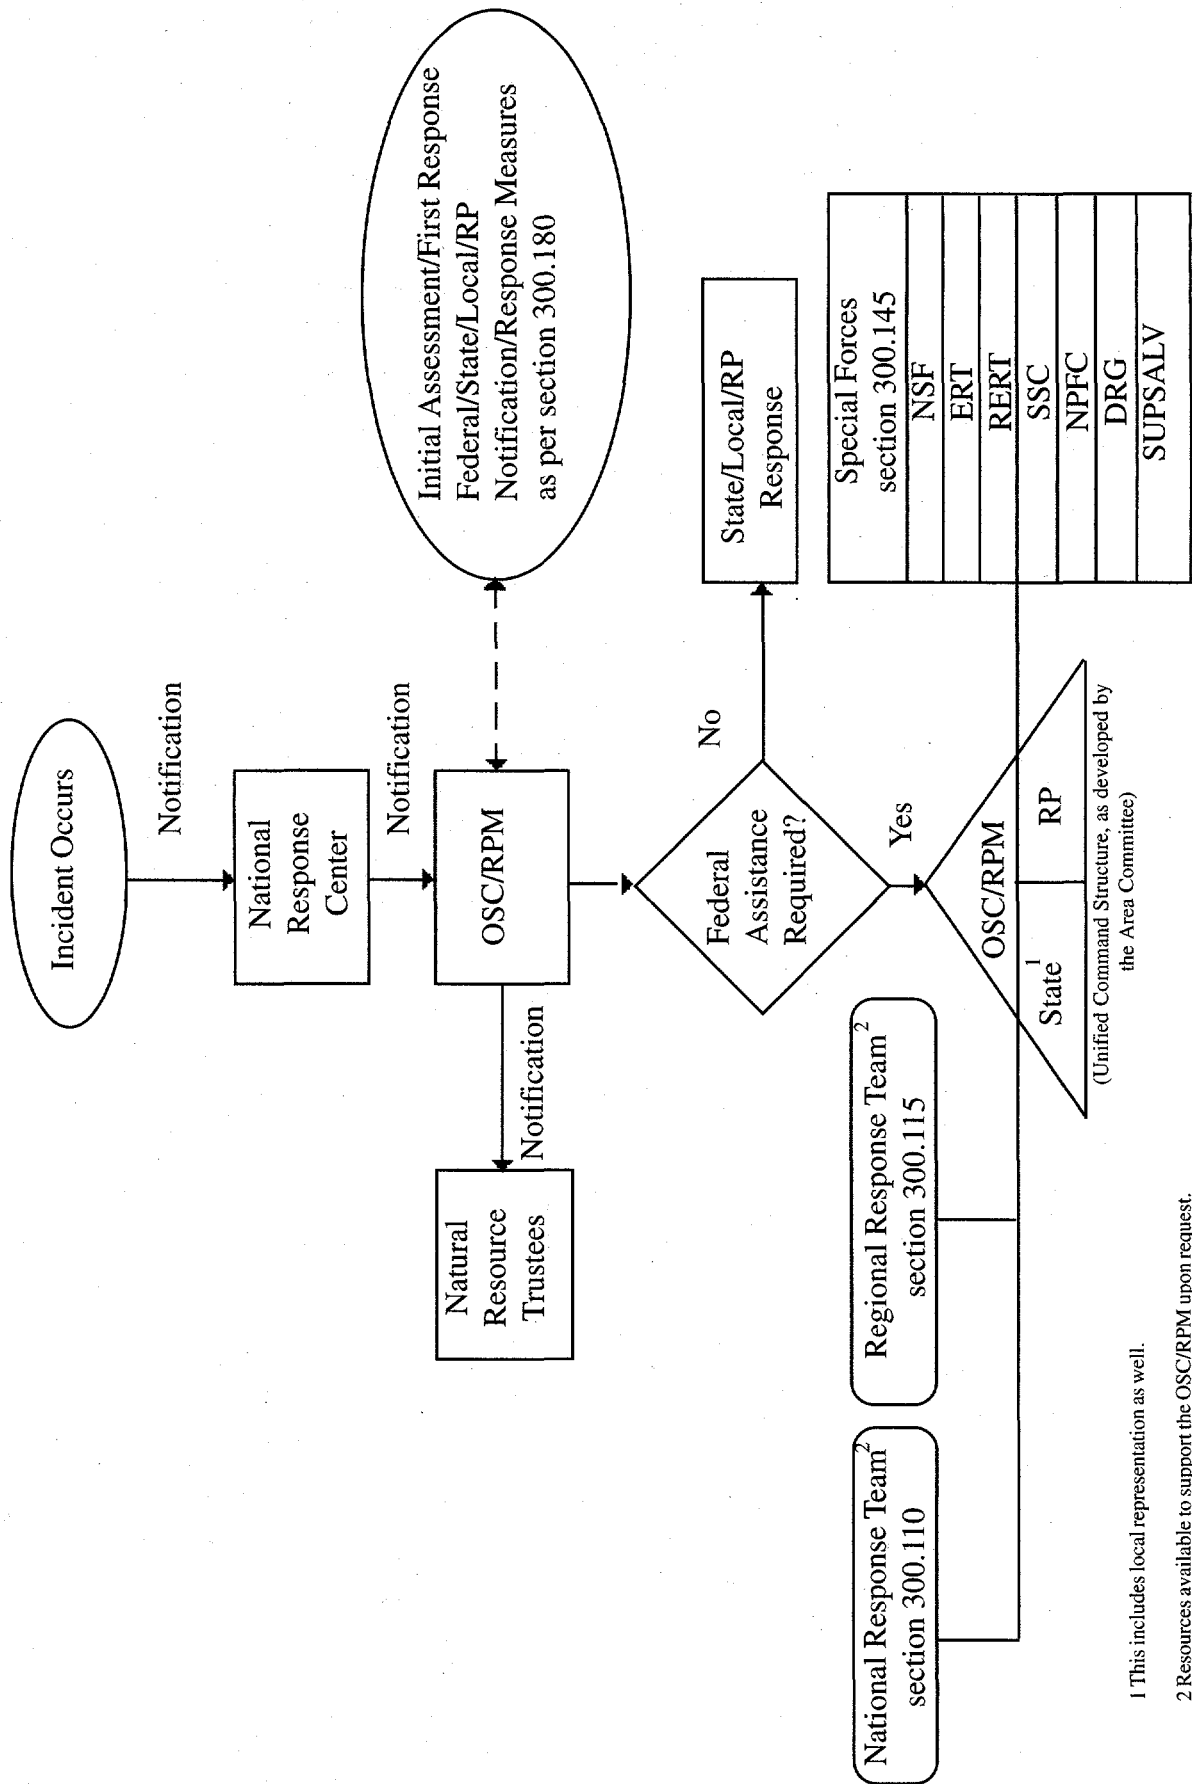 Incident Occurs
Notification
National
Response
Center
Notification
OSC/RPM
Initial Assessment/First Response
Federal/State/Local/RP
Notification/Response Measures
as per section 300.180
Notification
Natural
Resource
Trustees
Federal
Assistance
Required?
No
State/Local/RP
Response
Yes
OSC/RPM
State1
RP
(Unified Command Structure, as developed by
the Area Committee)
National Response Team2
section 300.110
Regional Response Team2
section 300.115
Special Forces
section 300.145
NSF
ERT
RERT
SSC
NPFC
DRG
SUPSALV
1 This includes local representation as well.
2 Resources available to support the OSC/RPM upon request.